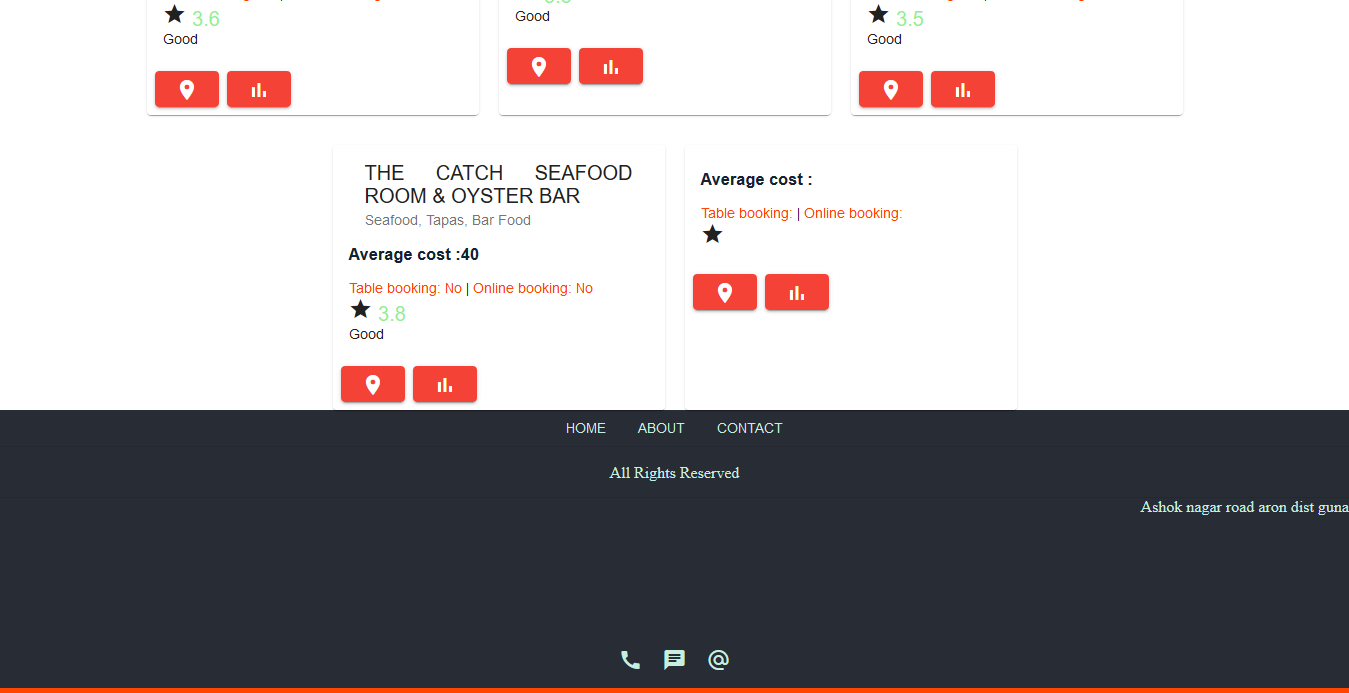 3.6
Good
Good
3.5
Good
THE CATCH SEAFOOD
ROOM & OYSTER BAR
Seafood, Tapas, Bar Food
Average cost :40
Table booking: No | Online booking: No
3.8
Good
Average cost :
Table booking: | Online booking:
HOME ABOUT CONTACT
All Rights Reserved
Ashok nagar road aron dist guna